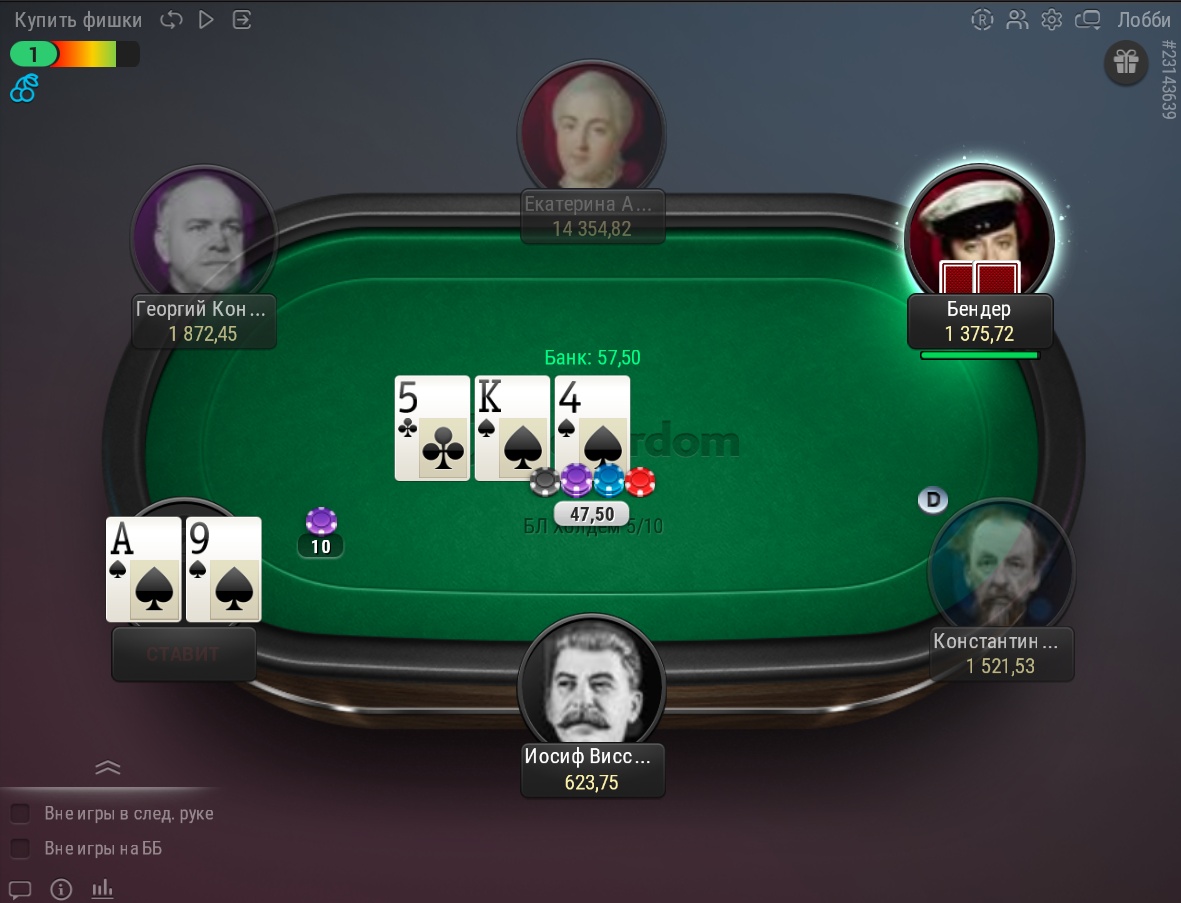 Купить фишки
Лобби
1
#23143639
Екатерина А...
14 354,82
Георгий Кон...
1 872,45
Бендер
1 375,72
Банк: 57,50
5 K 4
rdom
47,50
БЛ Холдем 5/10
D
A 9
10
СТАВИТ
Константин ...
1 521,53
Иосиф Висс...
623,75
Вне игры в след. руке
Вне игры на ББ